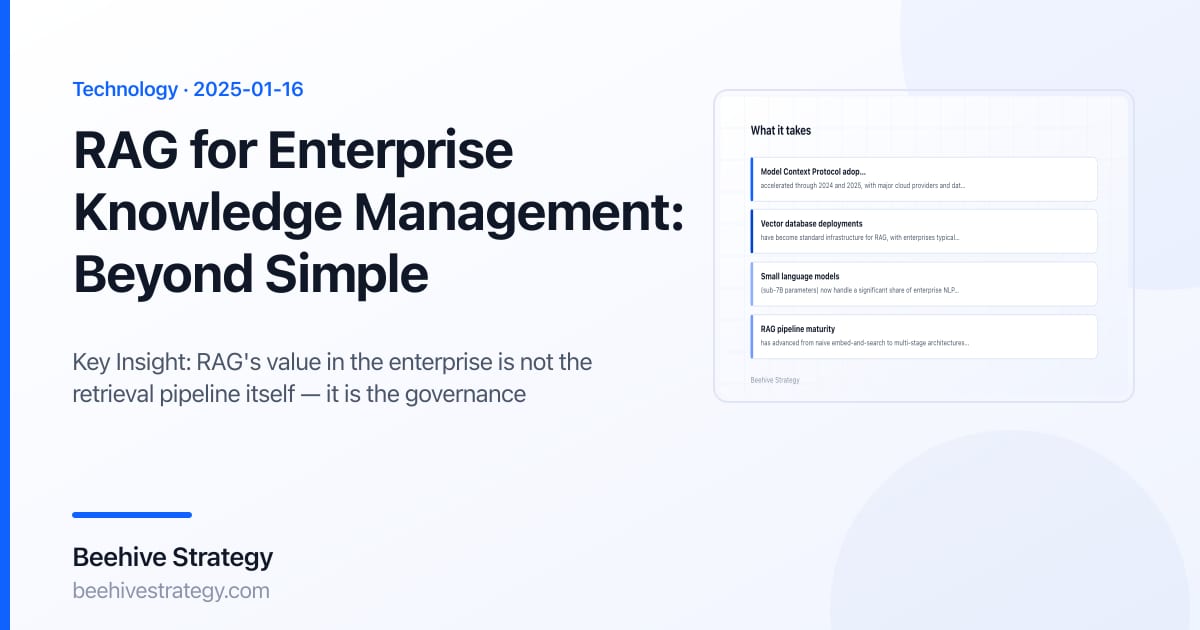 Technology · 2025-01-16
RAG for Enterprise
Knowledge Management:
Beyond Simple
Key Insight: RAG's value in the enterprise is not the
retrieval pipeline itself — it is the governance
Beehive Strategy
beehivestrategy.com
What it takes
Model Context Protocol adop...
accelerated through 2024 and 2025, with major cloud providers and dat...
Vector database deployments
have become standard infrastructure for RAG, with enterprises typical...
Small language models
(sub-7B parameters) now handle a significant share of enterprise NLP...
RAG pipeline maturity
has advanced from naive embed-and-search to multi-stage architectures...
Beehive Strategy